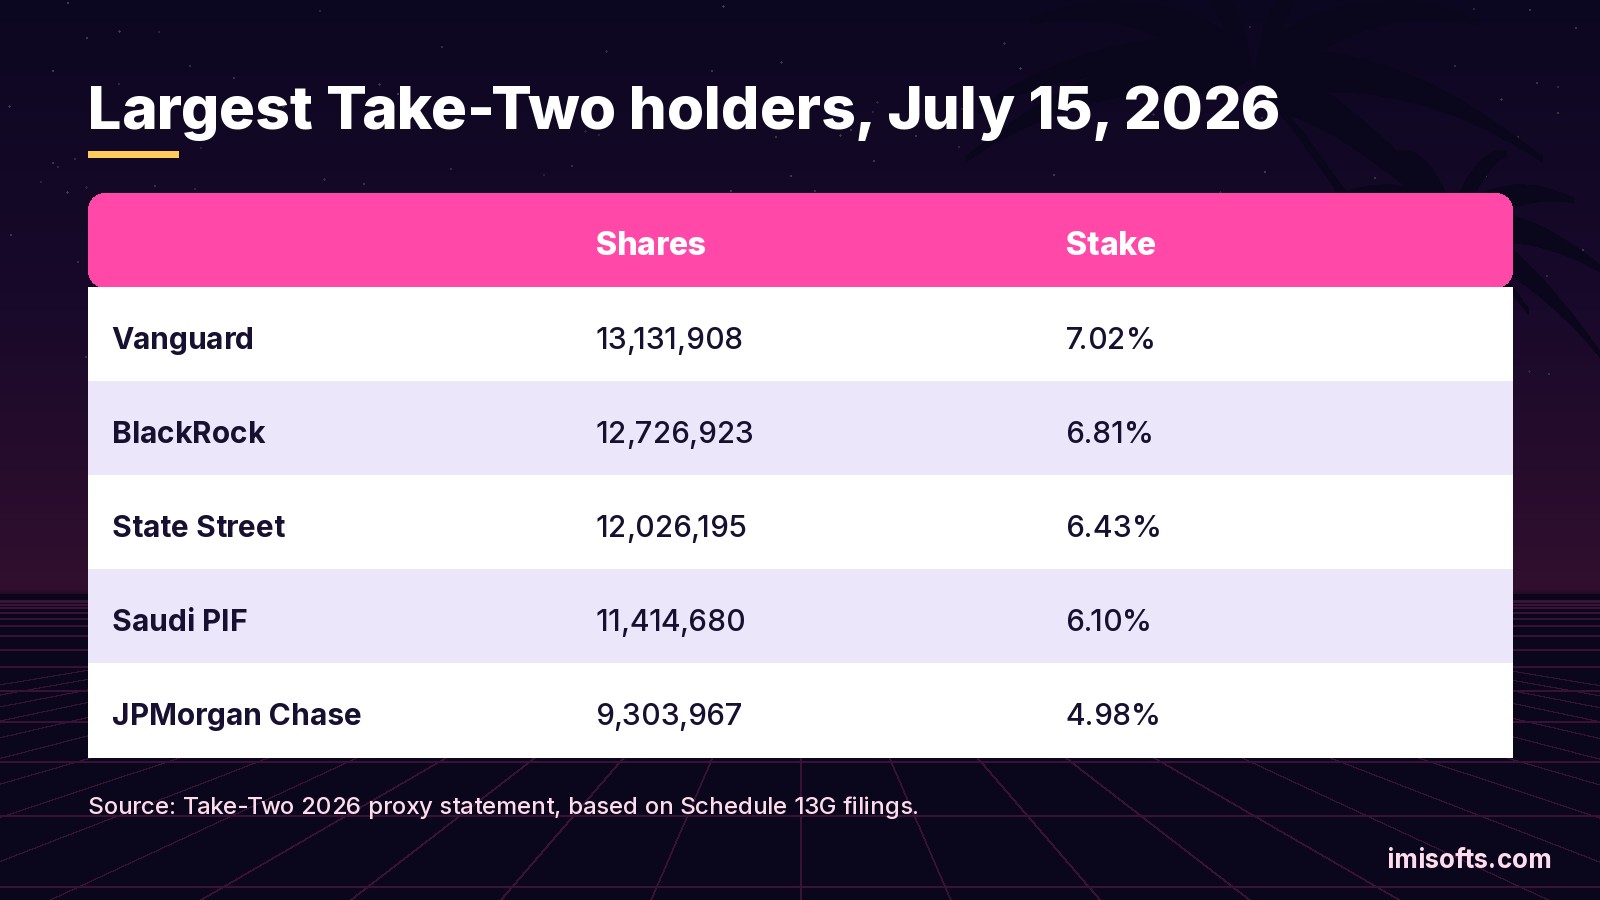 Largest Take-Two holders, July 15, 2026
Shares Stake
Vanguard 13,131,908 7.02%
BlackRock 12,726,923 6.81%
State Street 12,026,195 6.43%
Saudi PIF 11,414,680 6.10%
JPMorgan Chase 9,303,967 4.98%
Source: Take-Two 2026 proxy statement, based on Schedule 13G filings.
imisofts.com